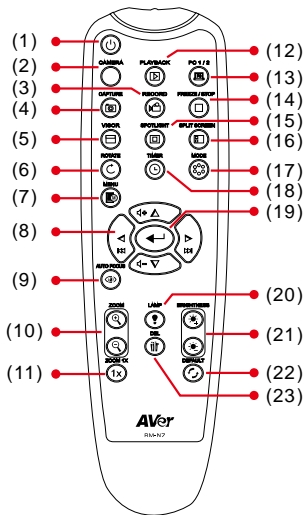 (1)
(2)
(3)
(4)
(5)
(6)
(7)
(8)
(9)
(10)
(11)
CAMERA PLAYBACK PC 1 / 2
CAPTURE RECORD FREEZE / STOP
VISOR SPOTLIGHT SPLIT SCREEN
ROTATE TIMER MODE
MENU
AUTO FOCUS
ZOOM LAMP BRIGHTNESS
DEL
ZOOM 1X DEFAULT
1x
AVer
RM-N7
(12)
(13)
(14)
(15)
(16)
(17)
(18)
(19)
(20)
(21)
(22)
(23)